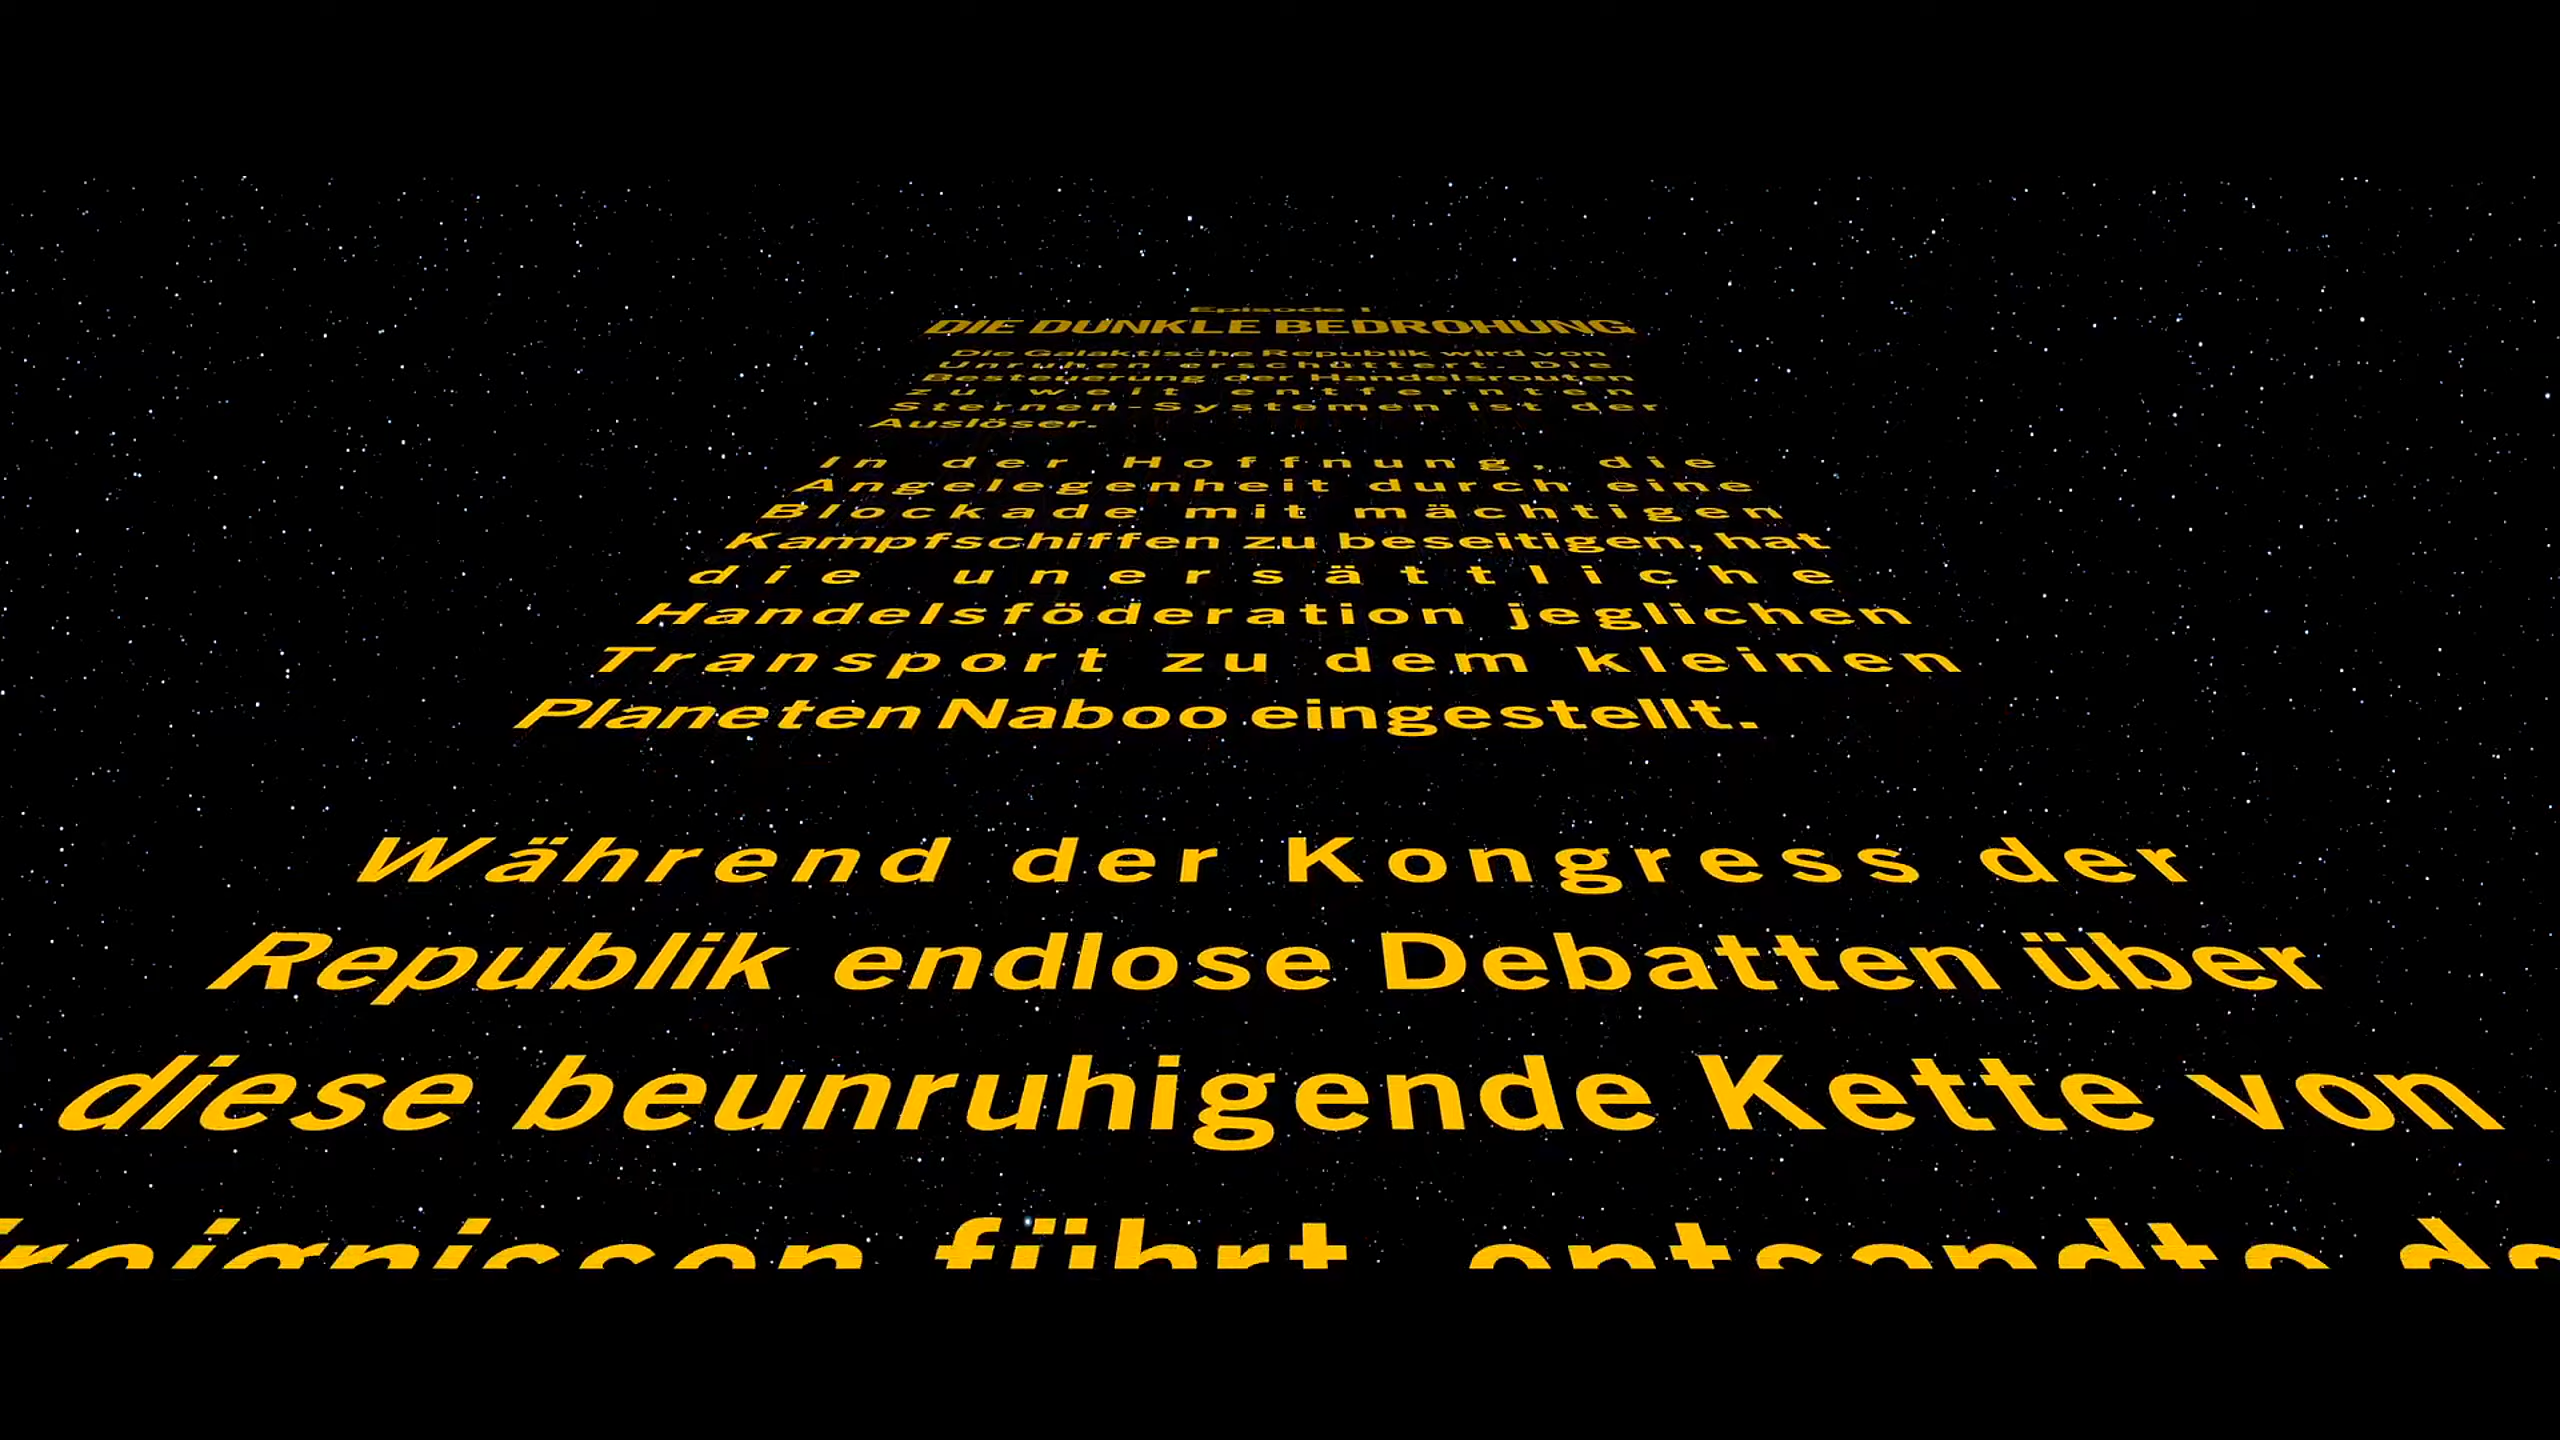 Episode I
DIE DUNKLE BEDROHUNG
Die Galaktische Republik wird von
Unruhen erschüttert. Die
Besteuerung der Handelsrouten
zu weit entfernten
Sternen-Systemen ist der
Auslöser.
In der Hoffnung, die
Angelegenheit durch eine
Blockade mit mächtigen
Kampfschiffen zu beseitigen, hat
die unersättliche
Handelsföderation jeglichen
Transport zu dem kleinen
Planeten Naboo eingestellt.
Während der Kongress der
Republik endlose Debatten über
diese beunruhigende Kette von
führt, entsandte